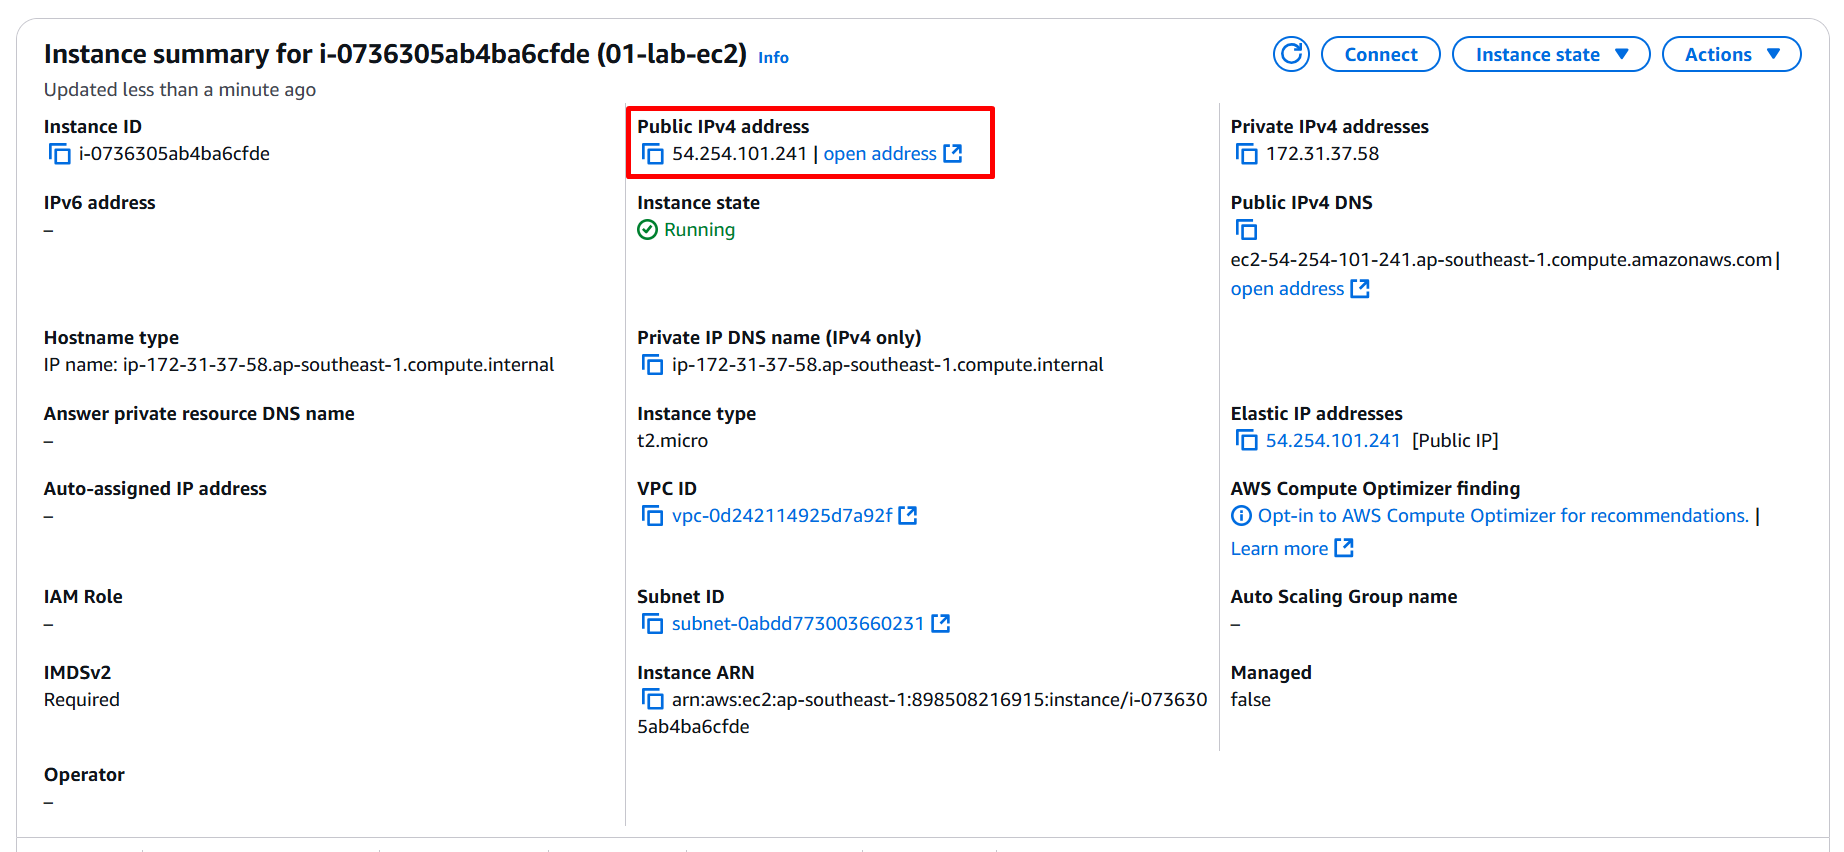 Instance summary for i-0736305ab4ba6cfde (01-lab-ec2) Info
Connect
Instance state
Actions
Updated less than a minute ago
Instance ID
i-0736305ab4ba6cfde
Public IPv4 address
54.254.101.241 | open address
Private IPv4 addresses
172.31.37.58
IPv6 address
–
Instance state
Running
Public IPv4 DNS
ec2-54-254-101-241.ap-southeast-1.compute.amazonaws.com |
open address
Hostname type
IP name: ip-172-31-37-58.ap-southeast-1.compute.internal
Private IP DNS name (IPv4 only)
ip-172-31-37-58.ap-southeast-1.compute.internal
Answer private resource DNS name
–
Instance type
t2.micro
Elastic IP addresses
54.254.101.241 [Public IP]
Auto-assigned IP address
–
VPC ID
vpc-0d242114925d7a92f
AWS Compute Optimizer finding
Opt-in to AWS Compute Optimizer for recommendations. |
Learn more
IAM Role
–
Subnet ID
subnet-0abdd773003660231
Auto Scaling Group name
–
IMDSv2
Required
Instance ARN
arn:aws:ec2:ap-southeast-1:898508216915:instance/i-073630
5ab4ba6cfde
Managed
false
Operator
–